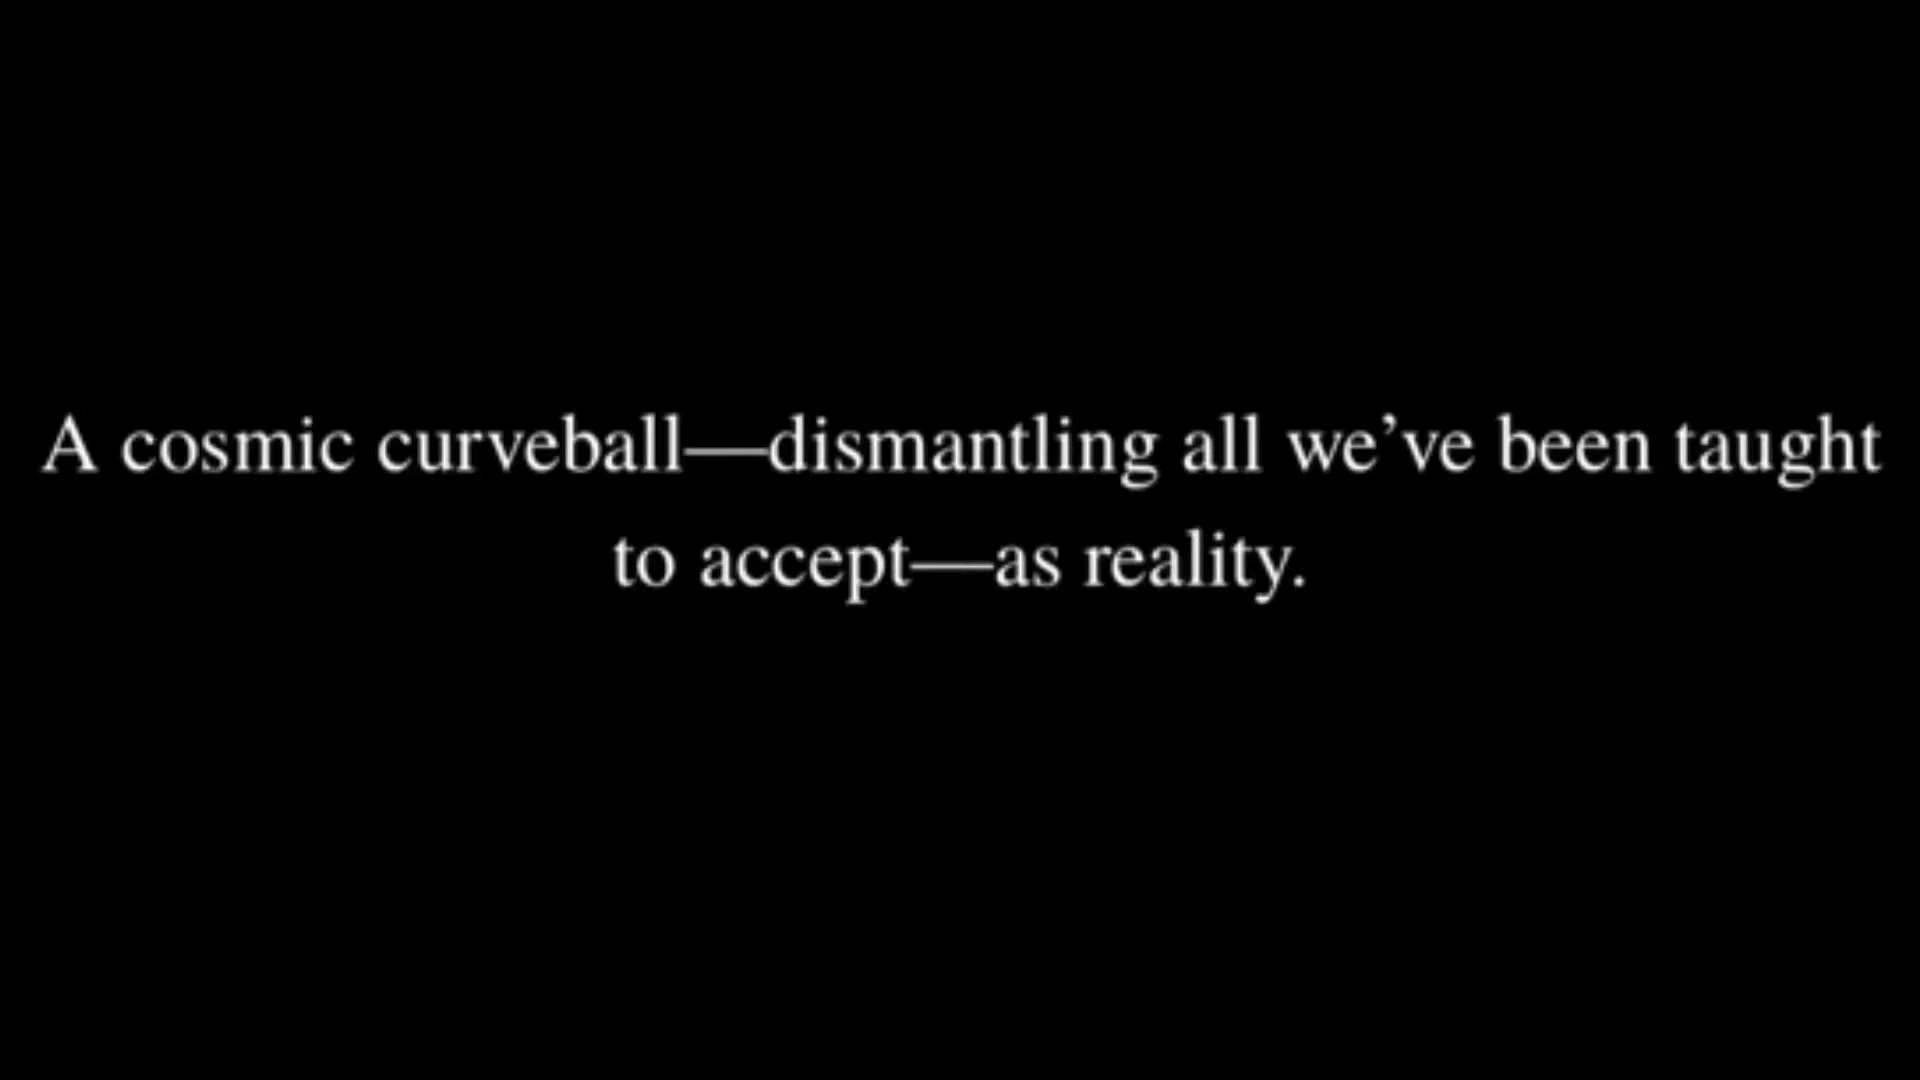 A cosmic curveball—dismantling all we’ve been taught
to accept—as reality.